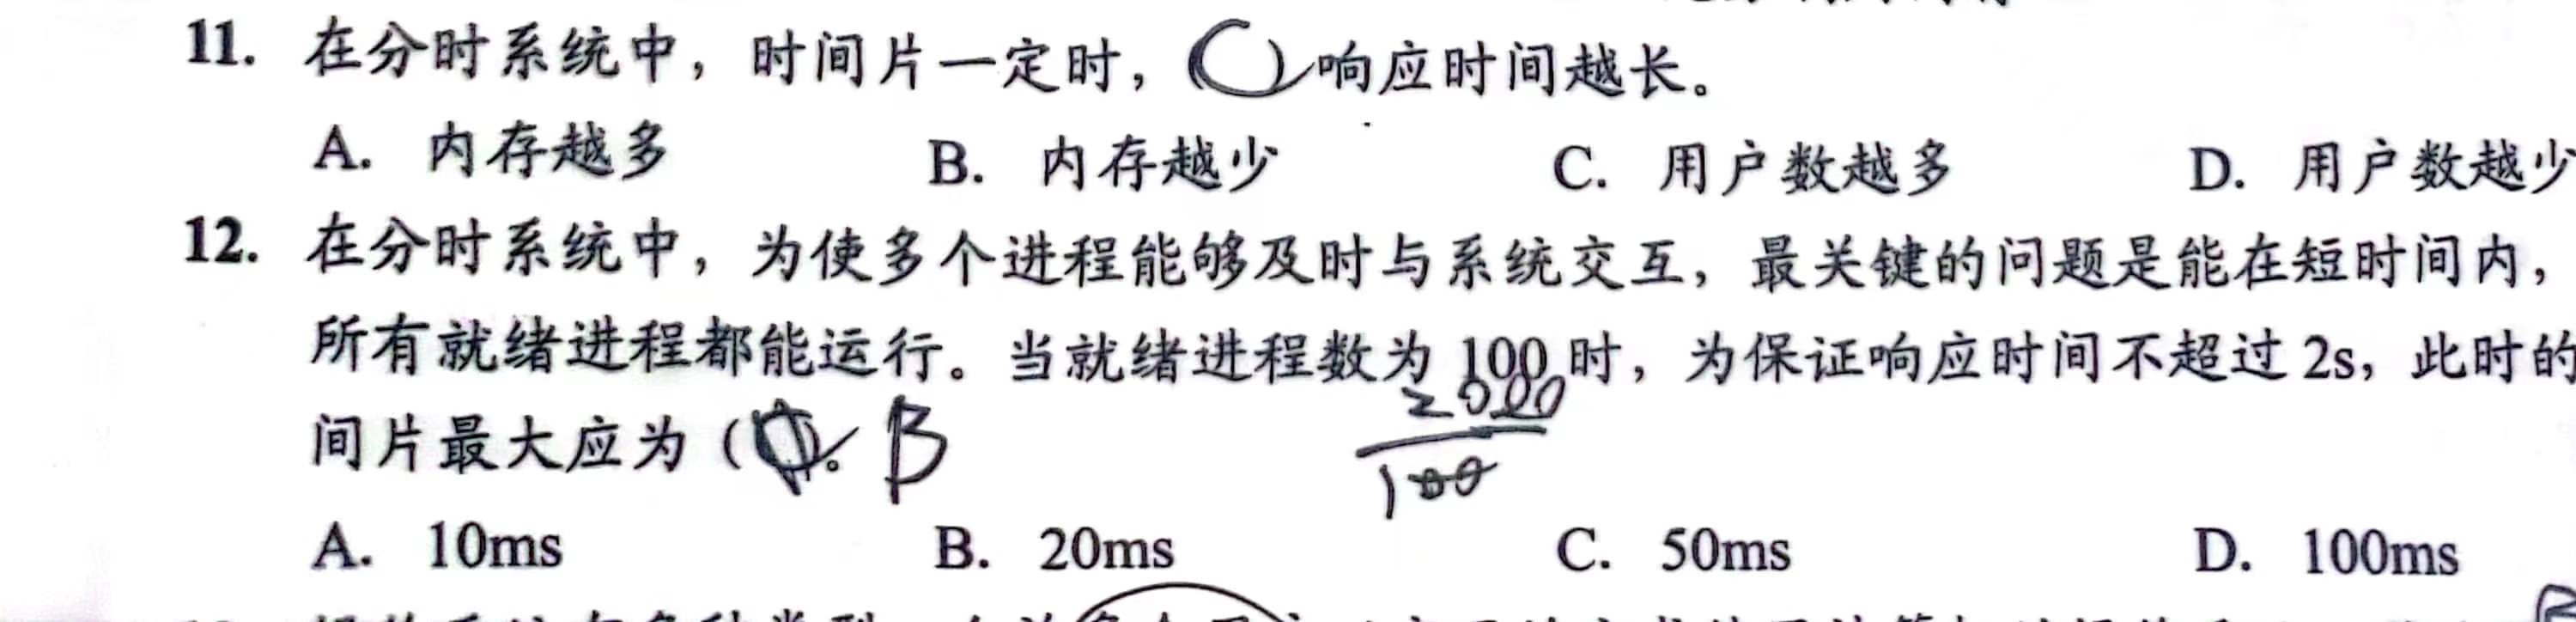 11. 在分时系统中，时间片一定时，(C)响应时间越长。
A. 内存越多 B. 内存越少 C. 用户数越多 D. 用户数越少
12. 在分时系统中，为使多个进程能够及时与系统交互，最关键的问题是能在短时间内，
所有就绪进程都能运行。当就绪进程数为 100 时，为保证响应时间不超过 2s，此时的
2000
间片最大应为（ ）。 B
100
A. 10ms B. 20ms C. 50ms D. 100ms